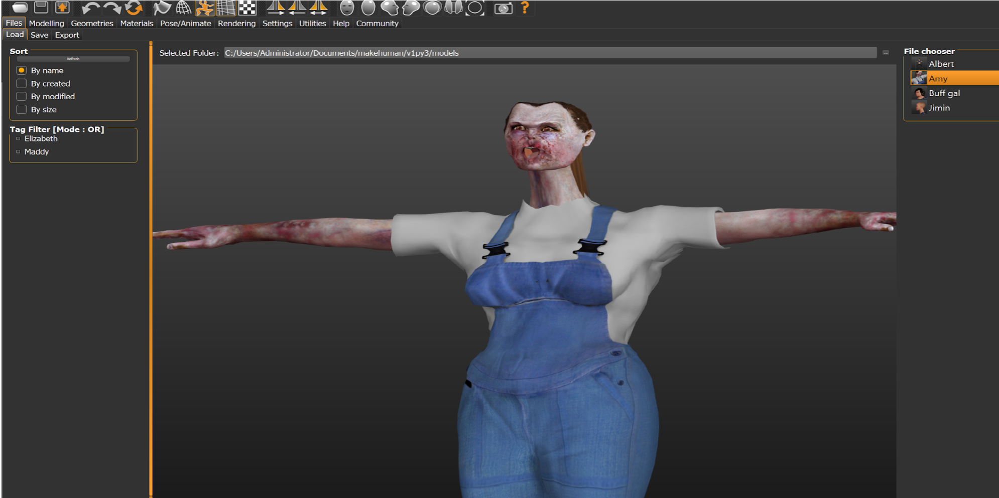 Files Modelling Geometries Materials Pose/Animate Rendering Settings Utilities Help Community
Load Save Export
Sort
Refresh
By name
By created
By modified
By size
Tag Filter [Mode : OR]
Elizabeth
Maddy
Selected Folder: C:/Users/Administrator/Documents/makehuman/v1py3/models ...
File chooser
Albert
Amy
Buff gal
Jimin